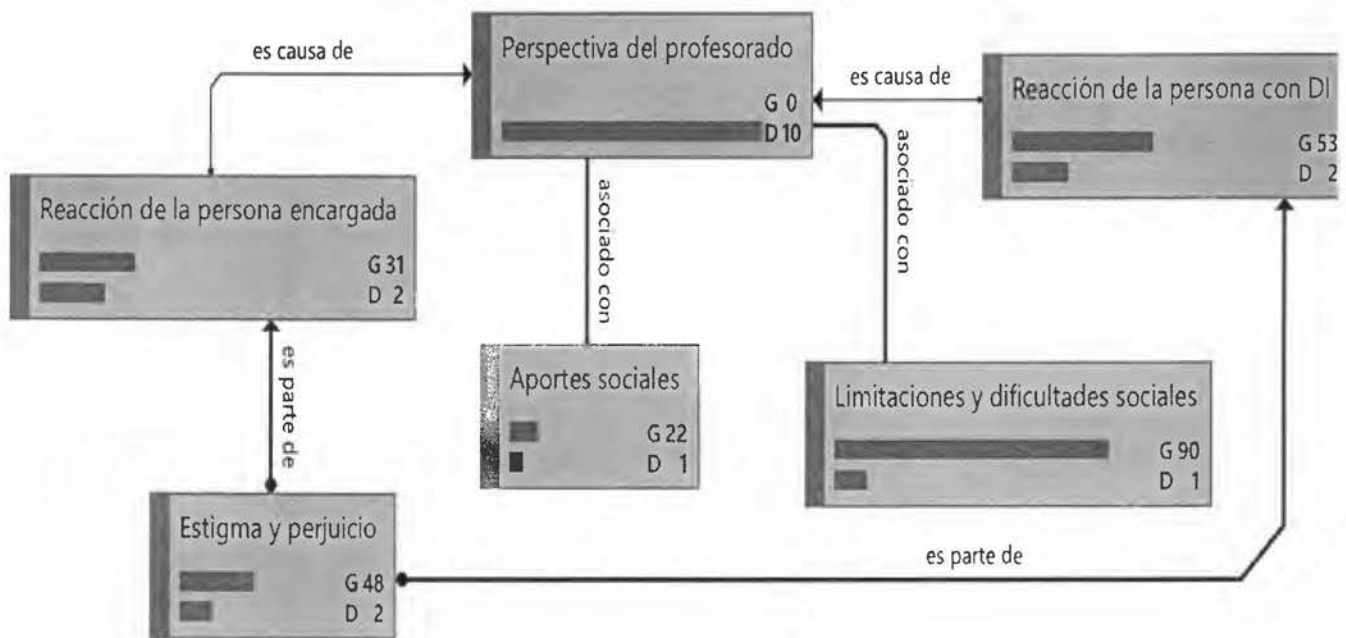 es causa de
Perspectiva del profesorado
G 0
D 10
es causa de
Reacción de la persona con DI
G 53
D 2
Reacción de la persona encargada
G 31
D 2
asociado con
asociado con
es parte de
Aportes sociales
G 22
D 1
Limitaciones y dificultades sociales
G 90
D 1
Estigma y perjuicio
G 48
D 2
es parte de